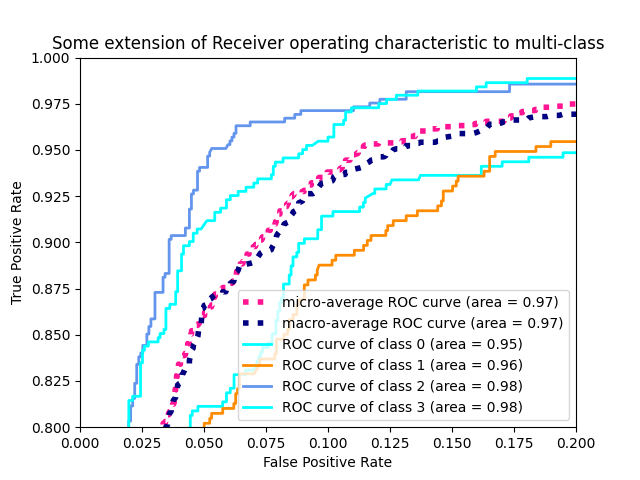 Some extension of Receiver operating characteristic to multi-class
1.000
0.975
0.950
0.925
0.900
0.875
0.850
0.825
0.800
True Positive Rate
micro-average ROC curve (area = 0.97)
macro-average ROC curve (area = 0.97)
ROC curve of class 0 (area = 0.95)
ROC curve of class 1 (area = 0.96)
ROC curve of class 2 (area = 0.98)
ROC curve of class 3 (area = 0.98)
0.000 0.025 0.050 0.075 0.100 0.125 0.150 0.175 0.200
False Positive Rate